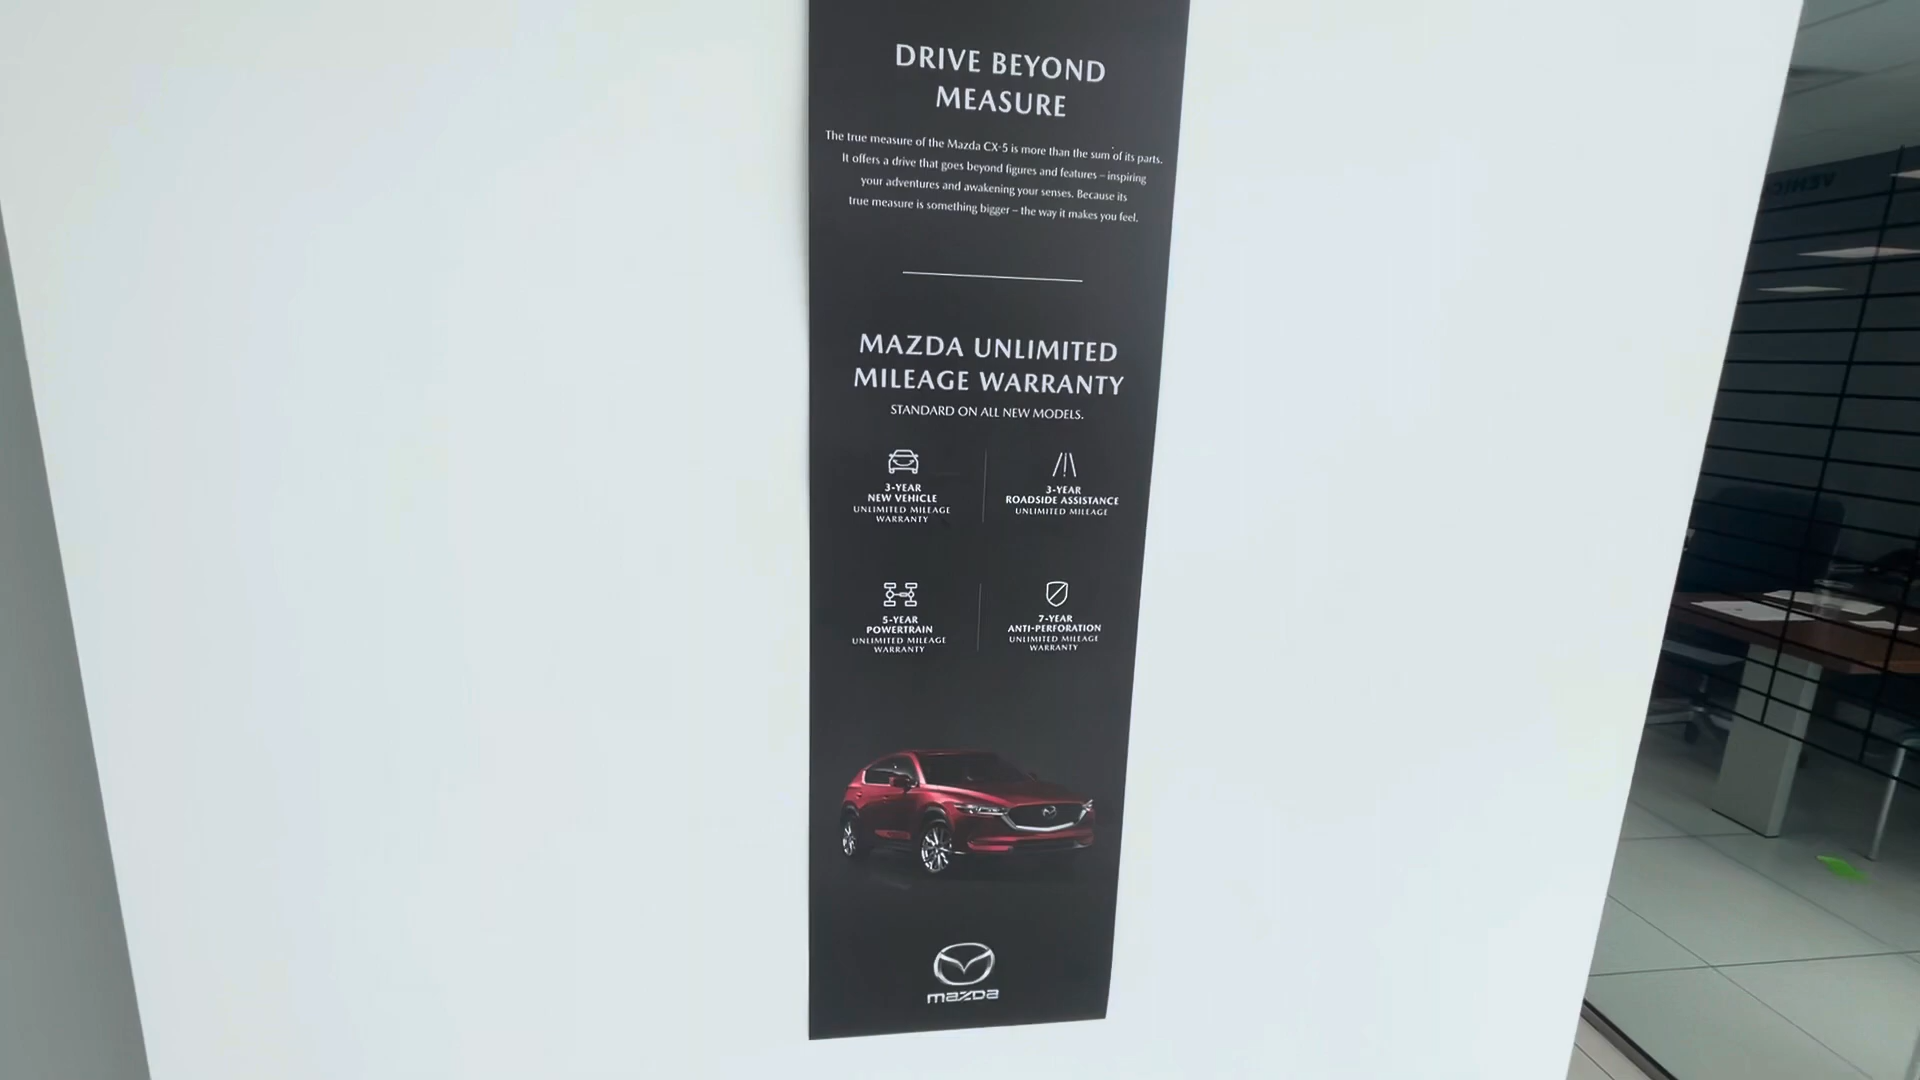 DRIVE BEYOND
MEASURE
The true measure of the Mazda CX-5 is more than the sum of its parts.
It offers a drive that goes beyond figures and features – inspiring
your adventures and awakening your senses. Because its
true measure is something bigger – the way it makes you feel.
MAZDA UNLIMITED
MILEAGE WARRANTY
STANDARD ON ALL NEW MODELS.
3-YEAR
NEW VEHICLE
UNLIMITED MILEAGE
WARRANTY
3-YEAR
ROADSIDE ASSISTANCE
UNLIMITED MILEAGE
5-YEAR
POWERTRAIN
UNLIMITED MILEAGE
WARRANTY
7-YEAR
ANTI-PERFORATION
UNLIMITED MILEAGE
WARRANTY
mazda